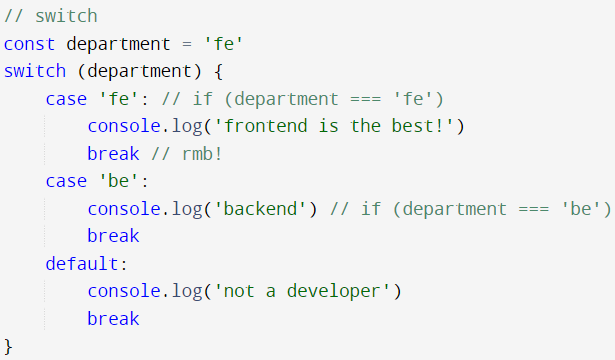 // switch
const department = 'fe'
switch (department) {
    case 'fe': // if (department === 'fe')
        console.log('frontend is the best!')
        break // rmb!
    case 'be':
        console.log('backend') // if (department === 'be')
        break
    default:
        console.log('not a developer')
        break
}